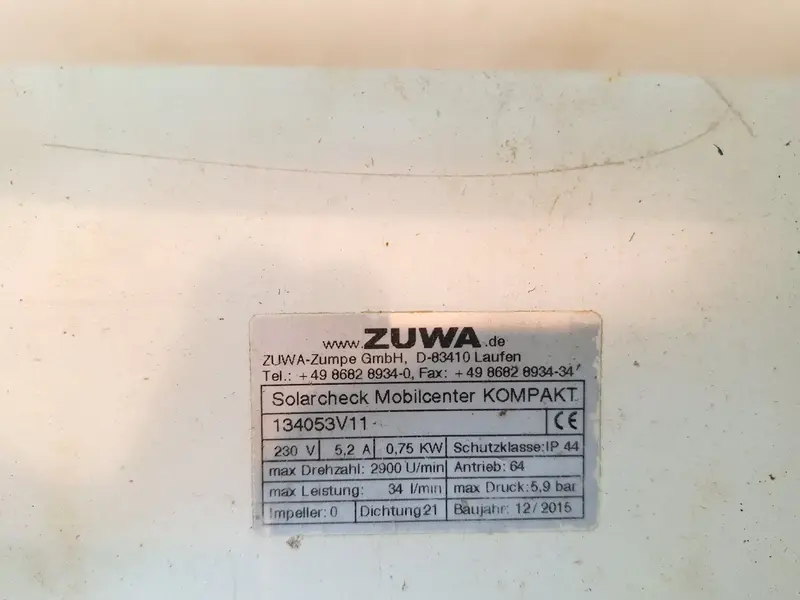 www.ZUWA.de
ZUWA-Zumpe GmbH, D-83410 Laufen
Tel.: +49 8682 8934-0, Fax: +49 8682 8934-34
Solarcheck Mobilcenter KOMPAKT
134053V11 CE
230 V 5,2 A 0,75 KW Schutzklasse: IP 44
max Drehzahl: 2900 U/min Antrieb: 64
max Leistung: 34 l/min max Druck: 5,9 bar
Impeller: 0 Dichtung 21 Baujahr: 12/2015